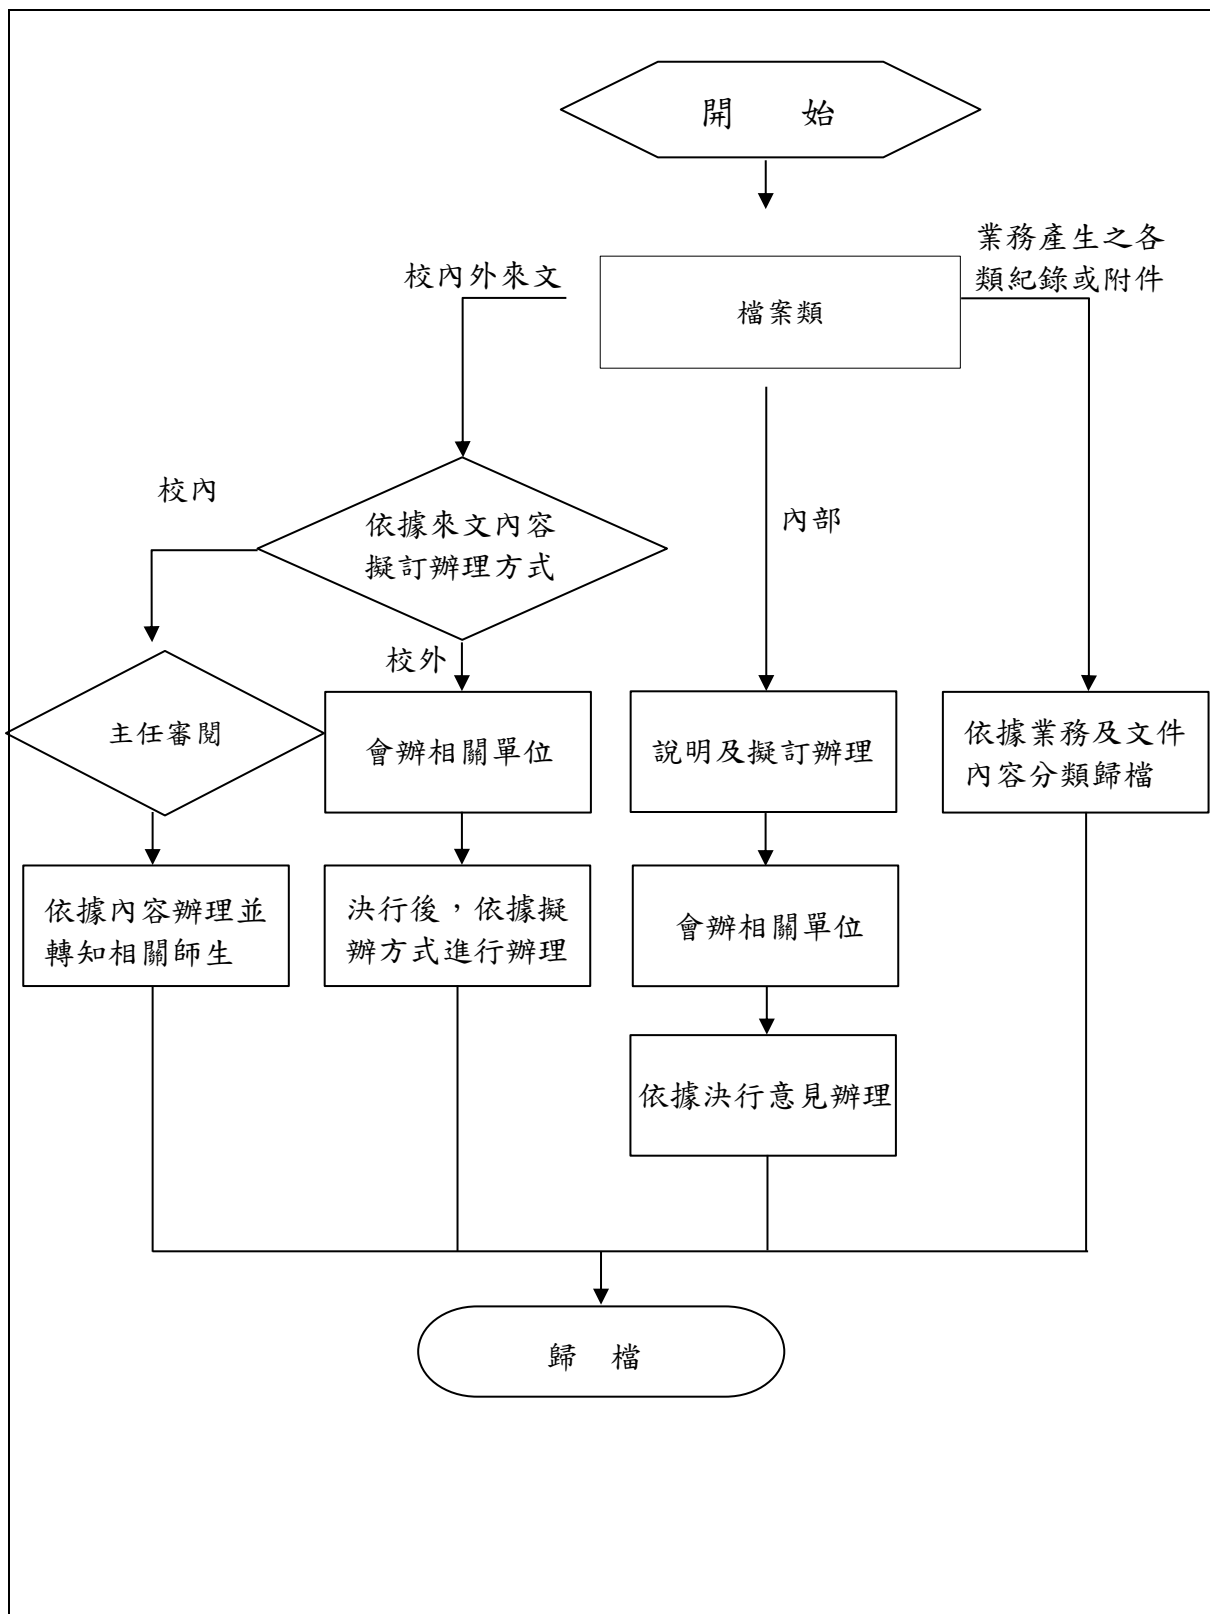 開 始
業務產生之各
類紀錄或附件
校內外來文
檔案類
校內
依據來文內容
擬訂辦理方式
內部
校外
主任審閱
會辦相關單位
說明及擬訂辦理
依據業務及文件
內容分類歸檔
依據內容辦理並
轉知相關師生
決行後，依據擬
辦方式進行辦理
會辦相關單位
依據決行意見辦理
歸 檔